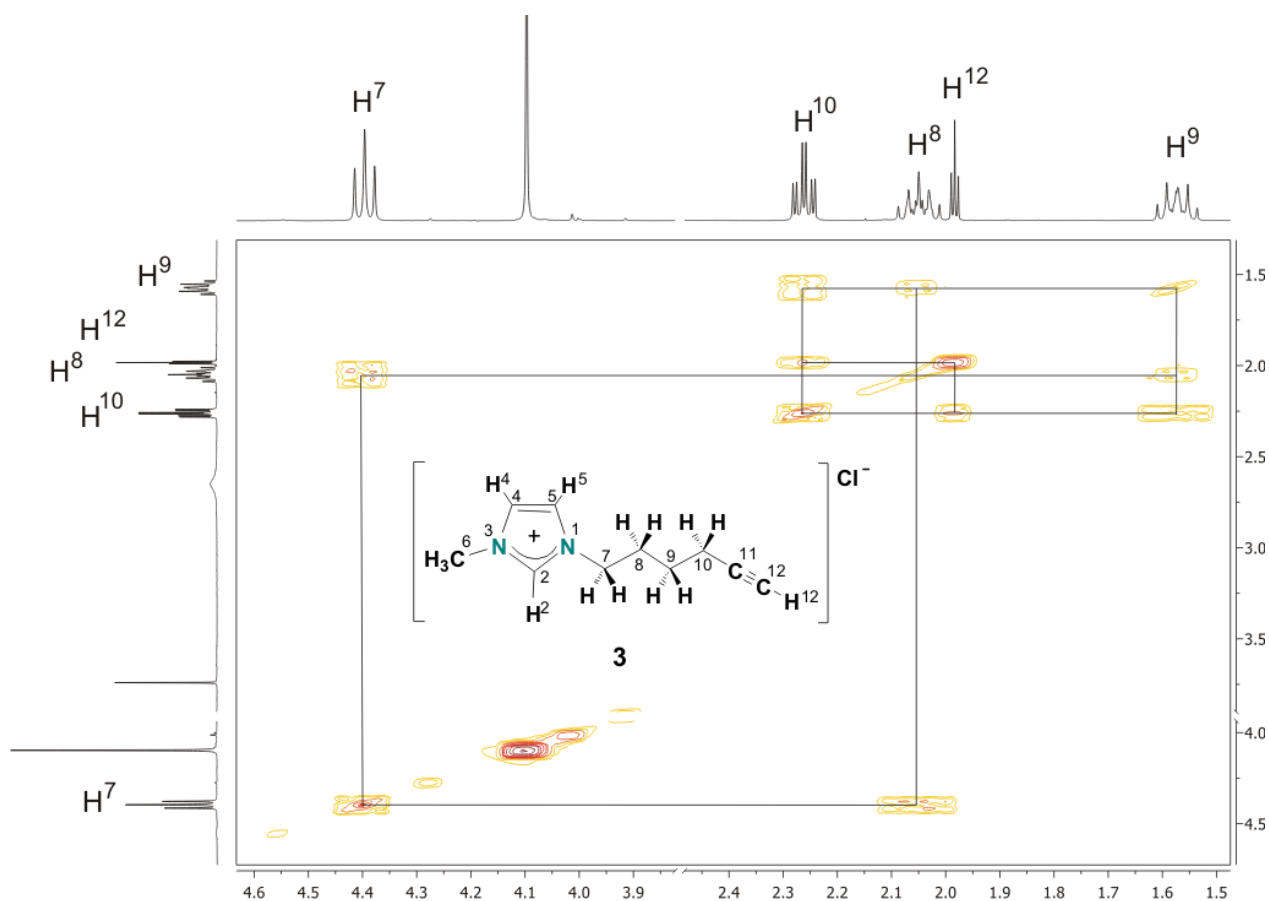 H7
H10
H8
H12
H9
H9
H12
H8
H10
H7
1.5
2.0
2.5
3.0
3.5
4.0
4.5
Cl−
H4 4 5 H5
H H H H
6 3 N + N 1
H3C 2 7 8 9 10 11 C≡C 12
H2 H H H H H12
3
4.6 4.5 4.4 4.3 4.2 4.1 4.0 3.9 2.4 2.3 2.2 2.1 2.0 1.9 1.8 1.7 1.6 1.5